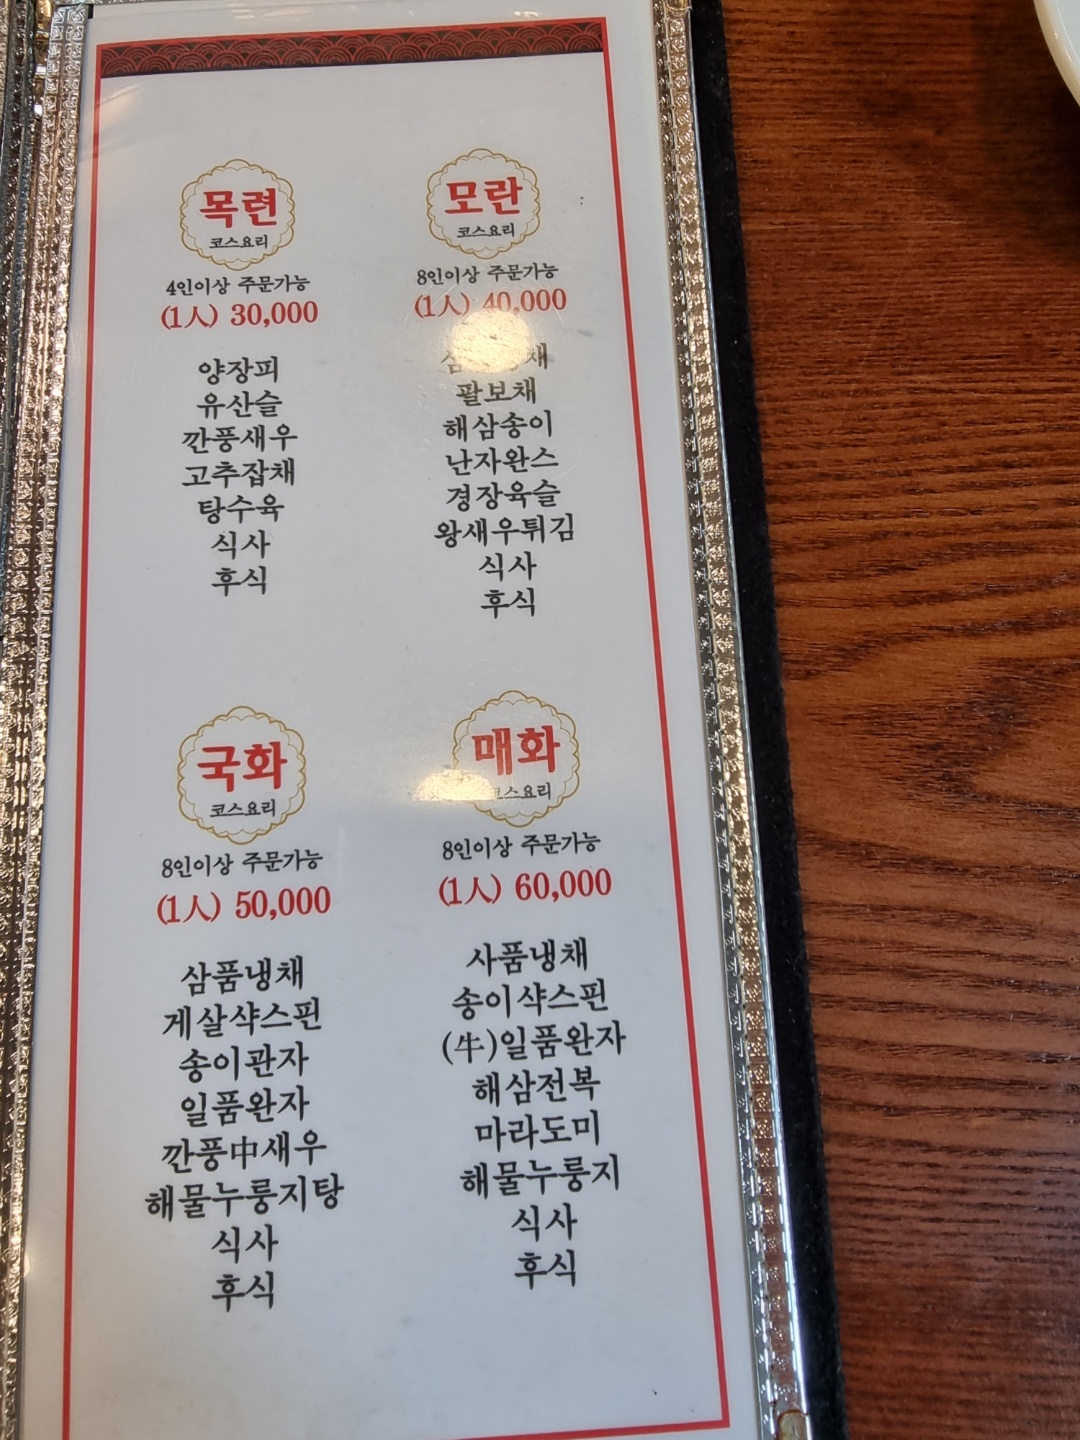 목련
코스요리
4인이상 주문가능
(1人) 30,000
양장피
유산슬
깐풍새우
고추잡채
탕수육
식사
후식
모란
코스요리
8인이상 주문가능
(1人) 40,000
팔보채
해삼송이
난자완스
경장육슬
왕새우튀김
식사
후식
국화
코스요리
8인이상 주문가능
(1人) 50,000
삼품냉채
게살샥스핀
송이관자
일품완자
깐풍中새우
해물누룽지탕
식사
후식
매화
코스요리
8인이상 주문가능
(1人) 60,000
사품냉채
송이샥스핀
(牛)일품완자
해삼전복
마라도미
해물누룽지
식사
후식